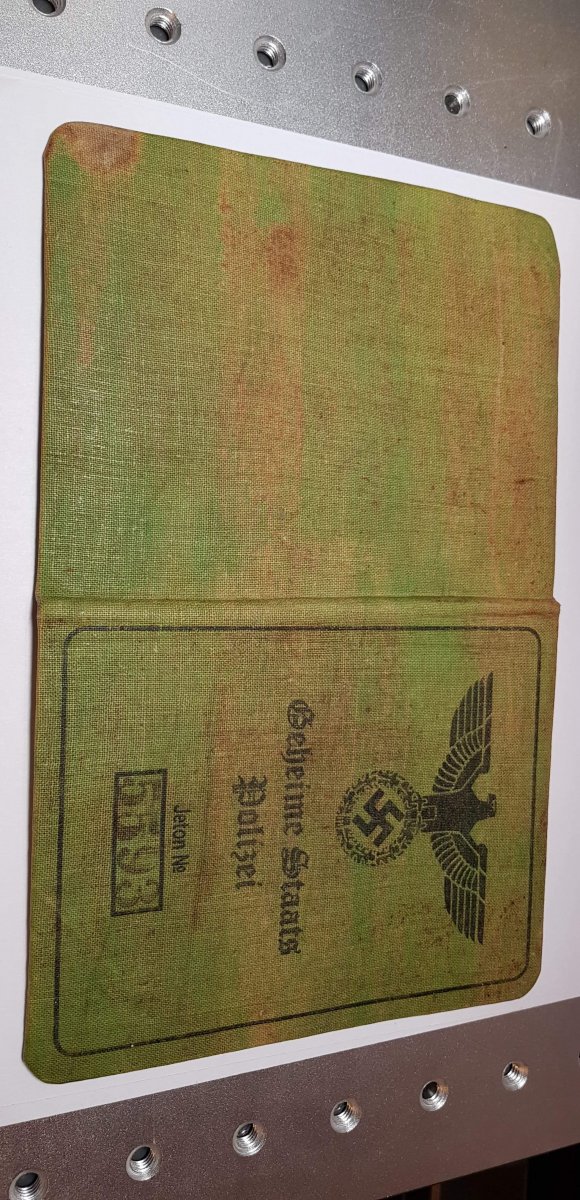 Geheime Staats
Polizei
Jeton №
5593